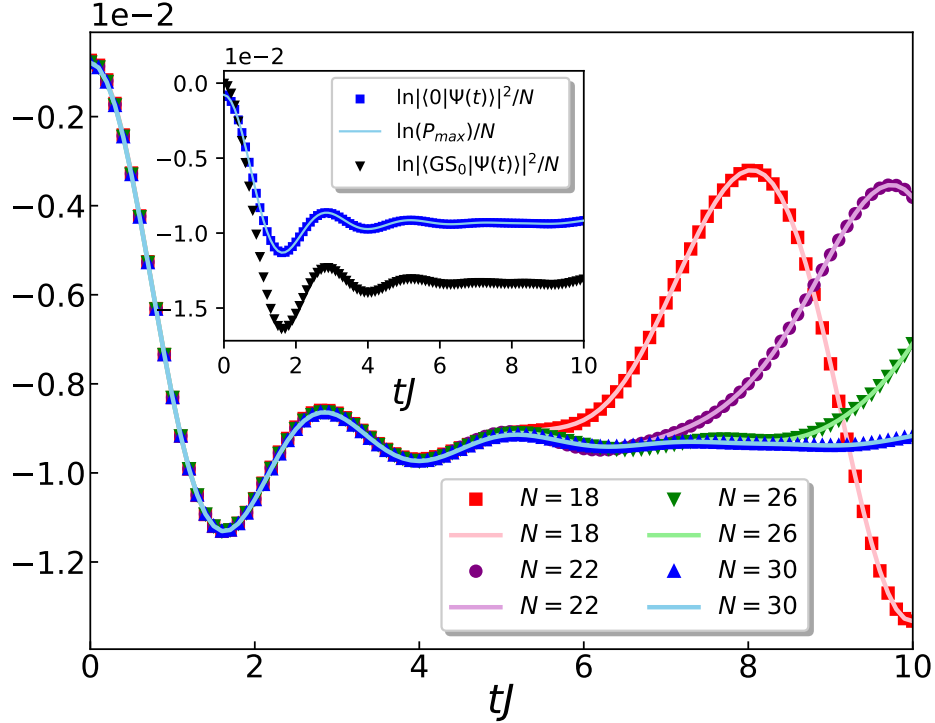 1e−2
−0.2
−0.4
−0.6
−0.8
−1.0
−1.2
0 2 4 6 8 10
tJ
1e−2
0.0
−0.5
−1.0
−1.5
0 2 4 6 8 10
tJ
ln|⟨0|Ψ(t)⟩|²/N
ln(P_max)/N
ln|⟨GS₀|Ψ(t)⟩|²/N
N = 18 N = 26
N = 18 N = 26
N = 22 N = 30
N = 22 N = 30